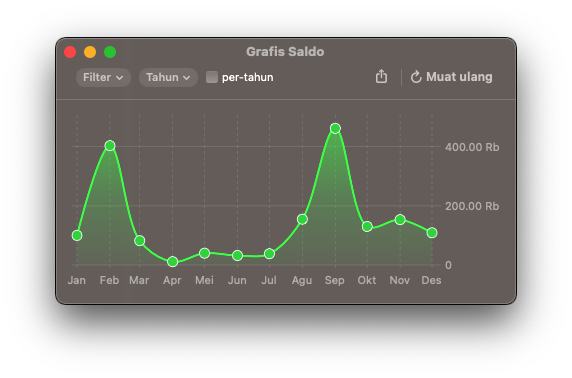 Grafis Saldo
Filter Tahun per-tahun Muat ulang
400.00 Rb
200.00 Rb
0
Jan Feb Mar Apr Mei Jun Jul Agu Sep Okt Nov Des